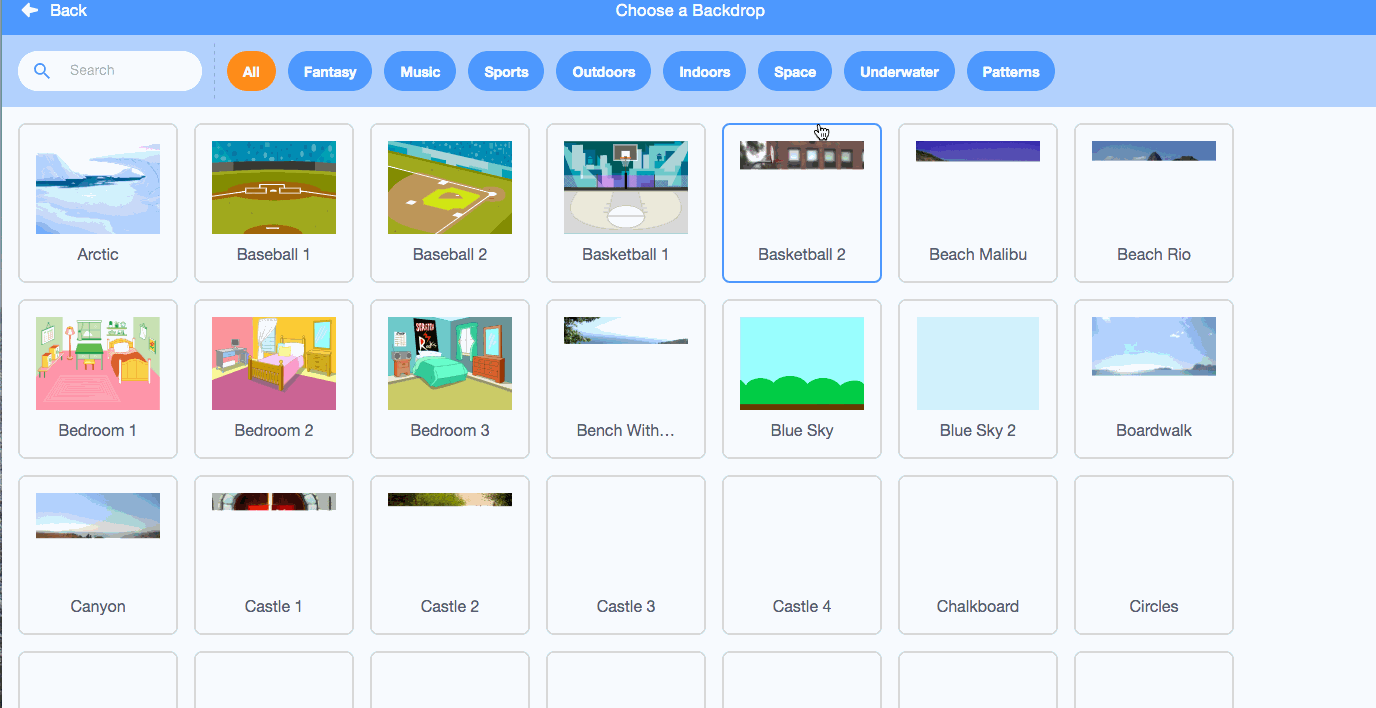 Back
Choose a Backdrop
Search
All
Fantasy
Music
Sports
Outdoors
Indoors
Space
Underwater
Patterns
Arctic
Baseball 1
Baseball 2
Basketball 1
Basketball 2
Beach Malibu
Beach Rio
SCRATCH
Bedroom 1
Bedroom 2
Bedroom 3
Bench With…
Blue Sky
Blue Sky 2
Boardwalk
Canyon
Castle 1
Castle 2
Castle 3
Castle 4
Chalkboard
Circles